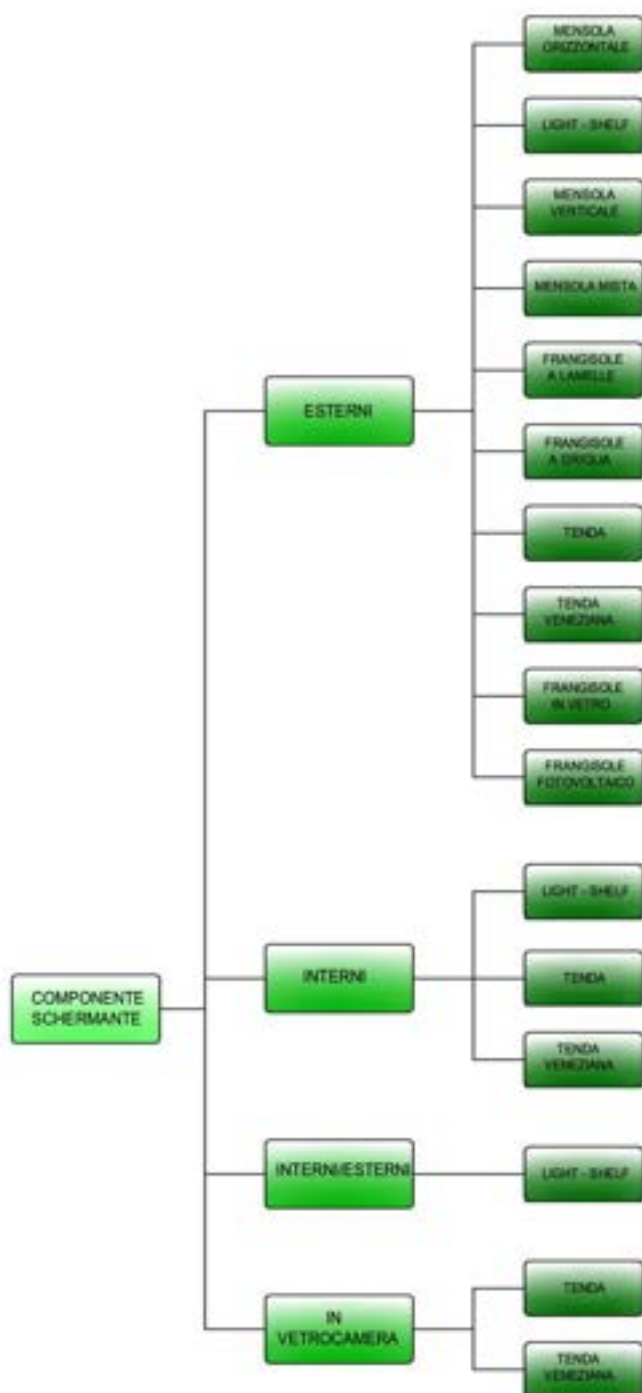 COMPONENTE
SCHERMANTE
ESTERNI
MENSOLA
ORIZZONTALE
LIGHT - SHELF
MENSOLA
VENTICALE
MENSOLA MISTA
FRANGISOLE
A LAMELLE
FRANGISOLE
A GRIGLIA
TENDA
TENDA
VENEZIANA
FRANGISOLE
IN VETRO
FRANGISOLE
FOTOVOLTAICO
INTERNI
LIGHT - SHELF
TENDA
TENDA
VENEZIANA
INTERNI/ESTERNI
LIGHT - SHELF
IN
VETROCAMERA
TENDA
TENDA
VENEZIANA